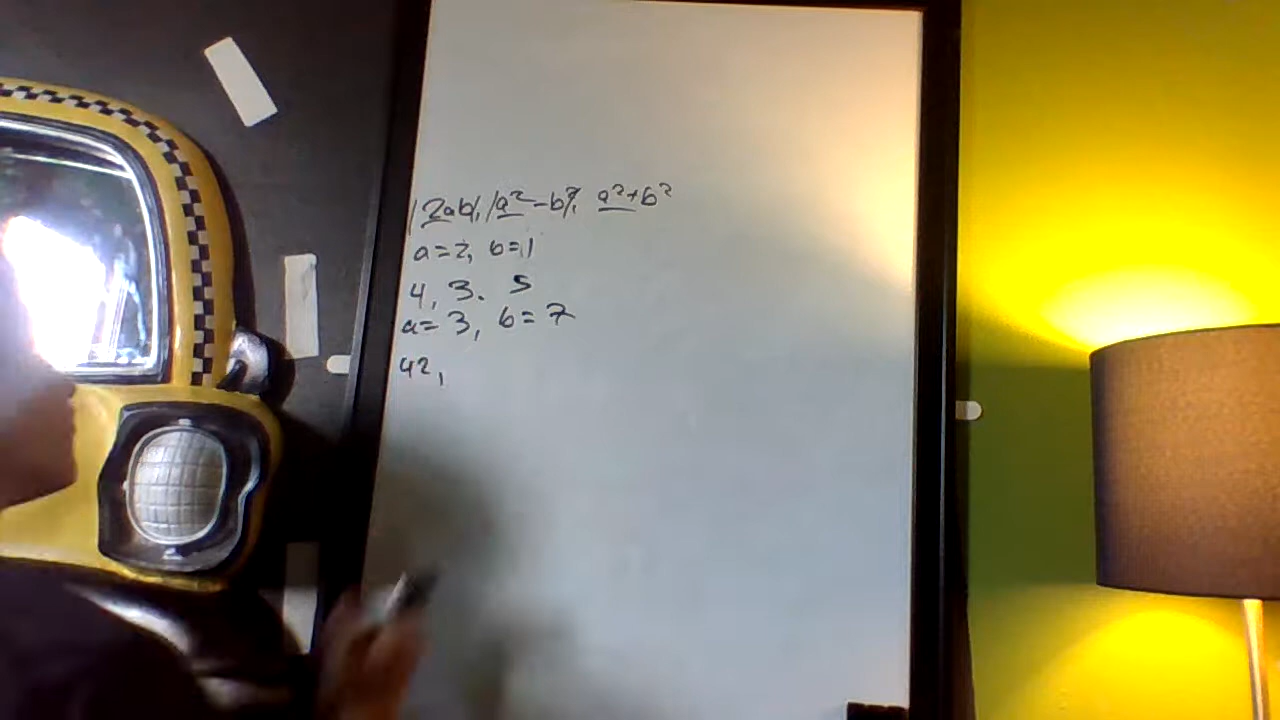 |2ab|, |a²-b²|, a²+b²
a=2, b=1
4, 3. 5
a=3, b=7
42,